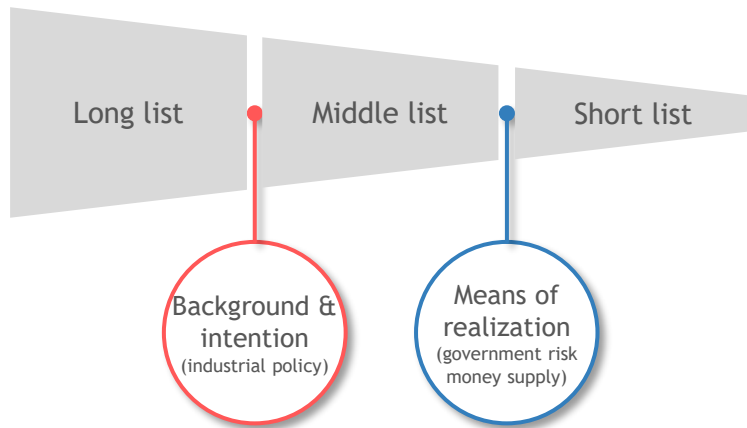 Long list
Middle list
Short list
Background &
intention
(industrial policy)
Means of
realization
(government risk
money supply)